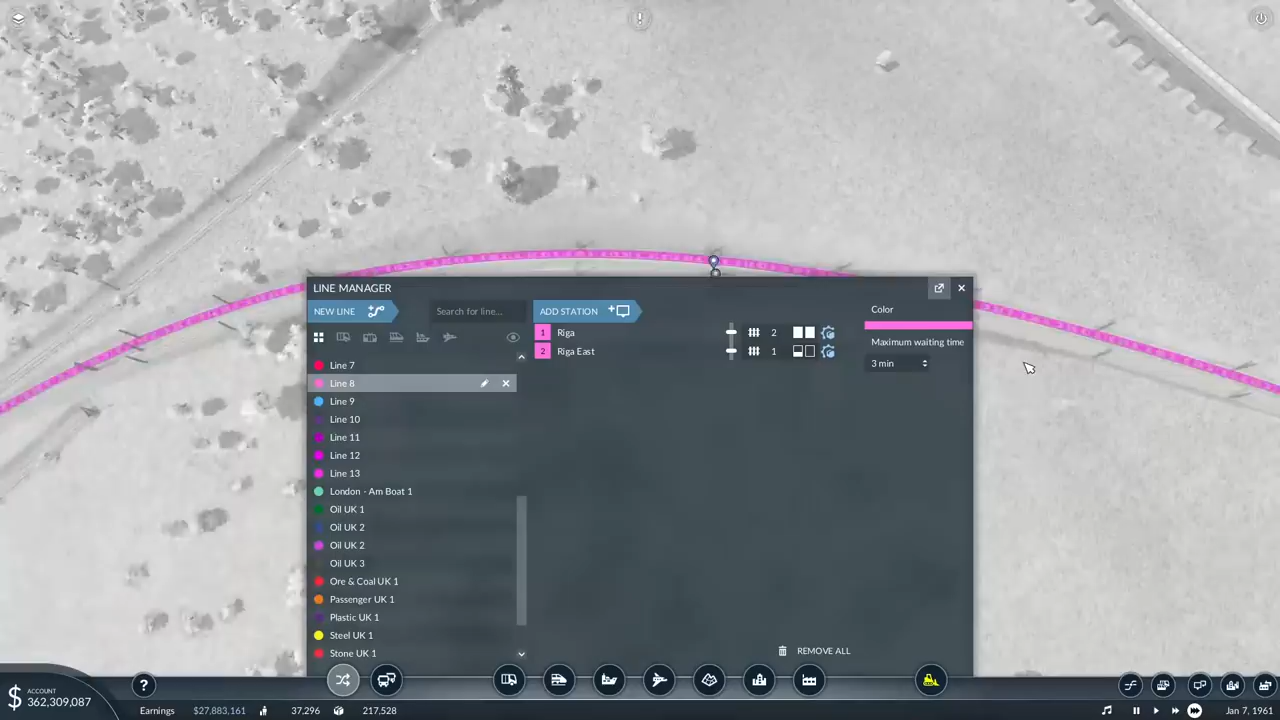 LINE MANAGER
NEW LINE
Search for line...
ADD STATION
Color
1 Riga 2
2 Riga East 1
Maximum waiting time
3 min
Line 7
Line 8
Line 9
Line 10
Line 11
Line 12
Line 13
London - Am Boat 1
Oil UK 1
Oil UK 2
Oil UK 2
Oil UK 3
Ore & Coal UK 1
Passenger UK 1
Plastic UK 1
Steel UK 1
Stone UK 1
REMOVE ALL
?
$ ACCOUNT
362,309,087
Earnings $27,883,161 37,296 217,528 Jan 7, 1961